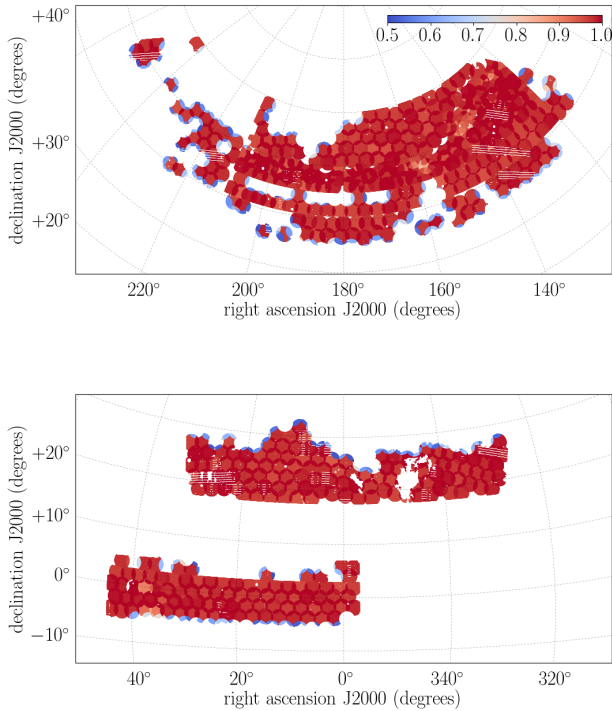 0.5 0.6 0.7 0.8 0.9 1.0
+40°
+30°
+20°
declination J2000 (degrees)
220° 200° 180° 160° 140°
right ascension J2000 (degrees)
+20°
+10°
0°
−10°
declination J2000 (degrees)
40° 20° 0° 340° 320°
right ascension J2000 (degrees)